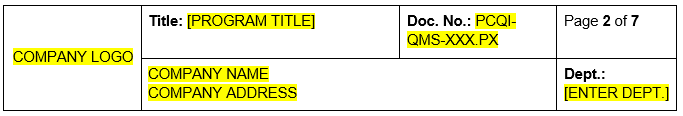 COMPANY LOGO
Title: [PROGRAM TITLE]
Doc. No.: PCQI-
QMS-XXX.PX
Page 2 of 7
COMPANY NAME
COMPANY ADDRESS
Dept.:
[ENTER DEPT.]